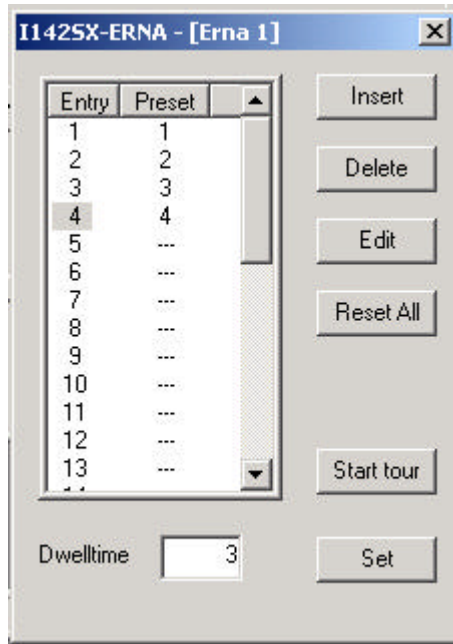 I142SX-ERNA - [Erna 1]
Entry Preset
1 1
2 2
3 3
4 4
5 ---
6 ---
7 ---
8 ---
9 ---
10 ---
11 ---
12 ---
13 ---
Insert
Delete
Edit
Reset All
Start tour
Dwelltime 3
Set